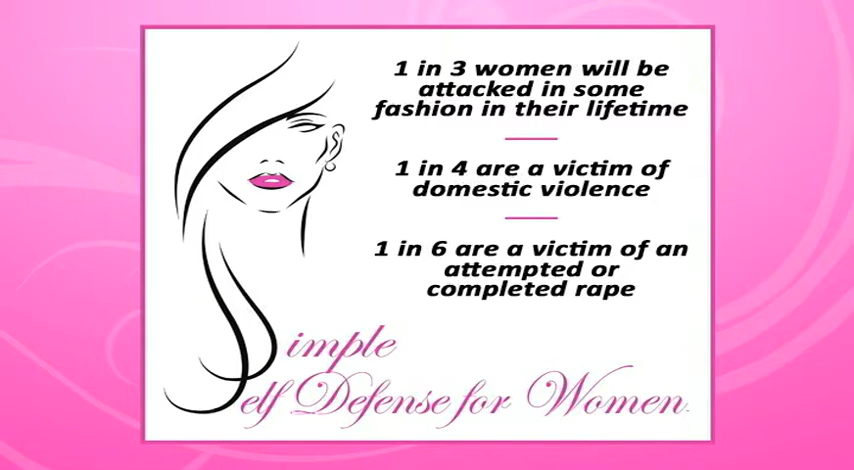 1 in 3 women will be
attacked in some
fashion in their lifetime
1 in 4 are a victim of
domestic violence
1 in 6 are a victim of an
attempted or
completed rape
Simple
Self Defense for Women